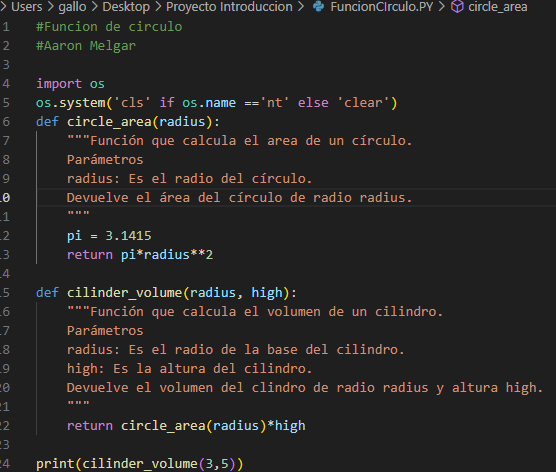 > Users > gallo > Desktop > Proyecto Introduccion > FuncionCIrculo.PY > circle_area
1 #Funcion de circulo
2 #Aaron Melgar
3
4 import os
5 os.system('cls' if os.name =='nt' else 'clear')
6 def circle_area(radius):
7 """Función que calcula el area de un círculo.
8 Parámetros
9 radius: Es el radio del círculo.
10 Devuelve el área del círculo de radio radius.
11 """
12 pi = 3.1415
13 return pi*radius**2
14
15 def cilinder_volume(radius, high):
16 """Función que calcula el volumen de un cilindro.
17 Parámetros
18 radius: Es el radio de la base del cilindro.
19 high: Es la altura del cilindro.
20 Devuelve el volumen del clindro de radio radius y altura high.
21 """
22 return circle_area(radius)*high
23
24 print(cilinder_volume(3,5))